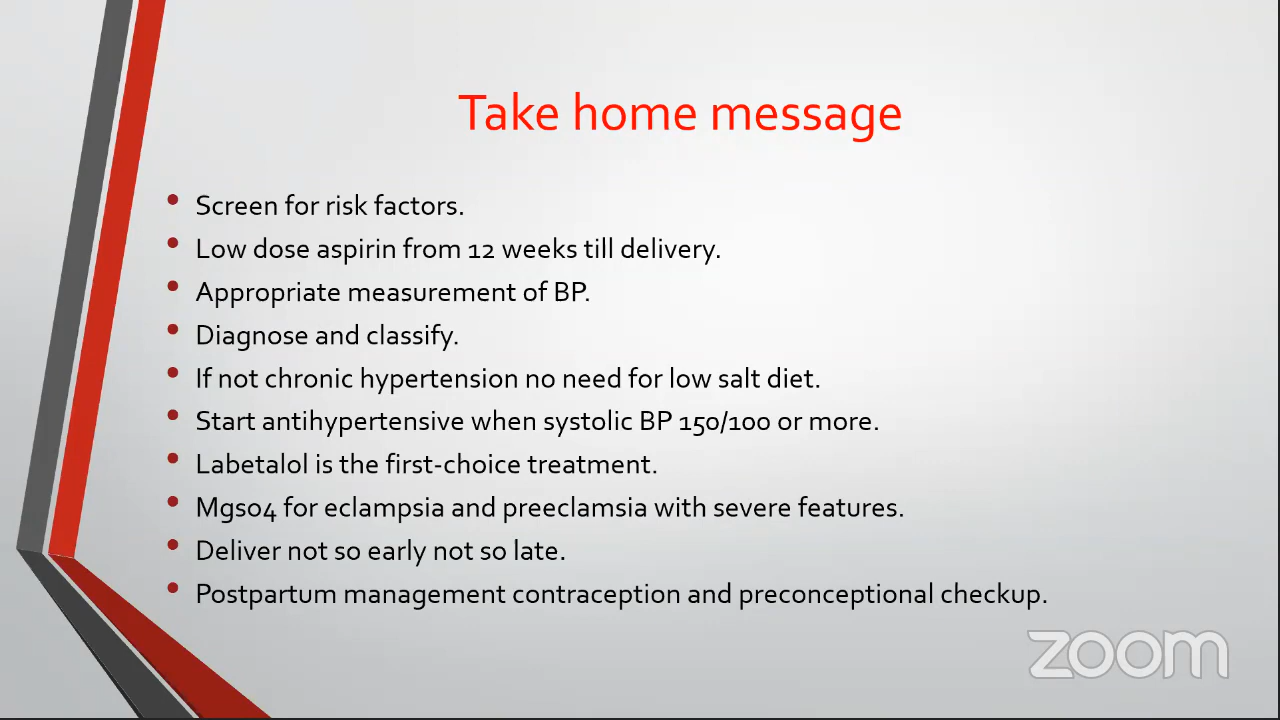 Take home message
• Screen for risk factors.
• Low dose aspirin from 12 weeks till delivery.
• Appropriate measurement of BP.
• Diagnose and classify.
• If not chronic hypertension no need for low salt diet.
• Start antihypertensive when systolic BP 150/100 or more.
• Labetalol is the first-choice treatment.
• Mgso4 for eclampsia and preeclamsia with severe features.
• Deliver not so early not so late.
• Postpartum management contraception and preconceptional checkup.
zoom